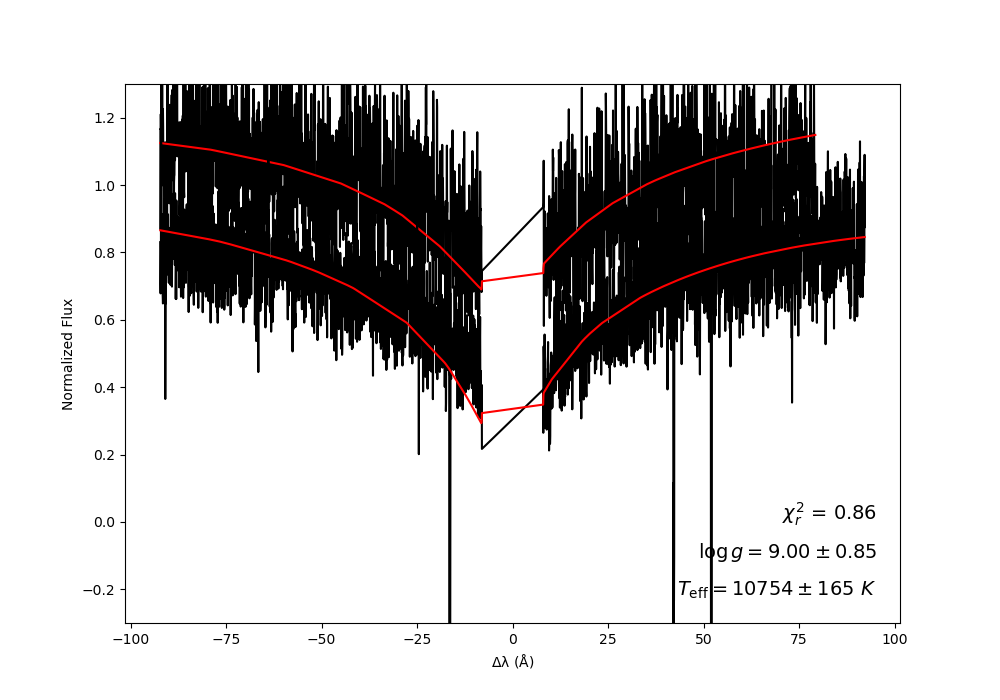 1.2
1.0
0.8
0.6
0.4
0.2
0.0
−0.2
Normalized Flux
χ²ᵣ = 0.86
log g = 9.00 ± 0.85
T_eff = 10754 ± 165 K
−100 −75 −50 −25 0 25 50 75 100
Δλ (Å)